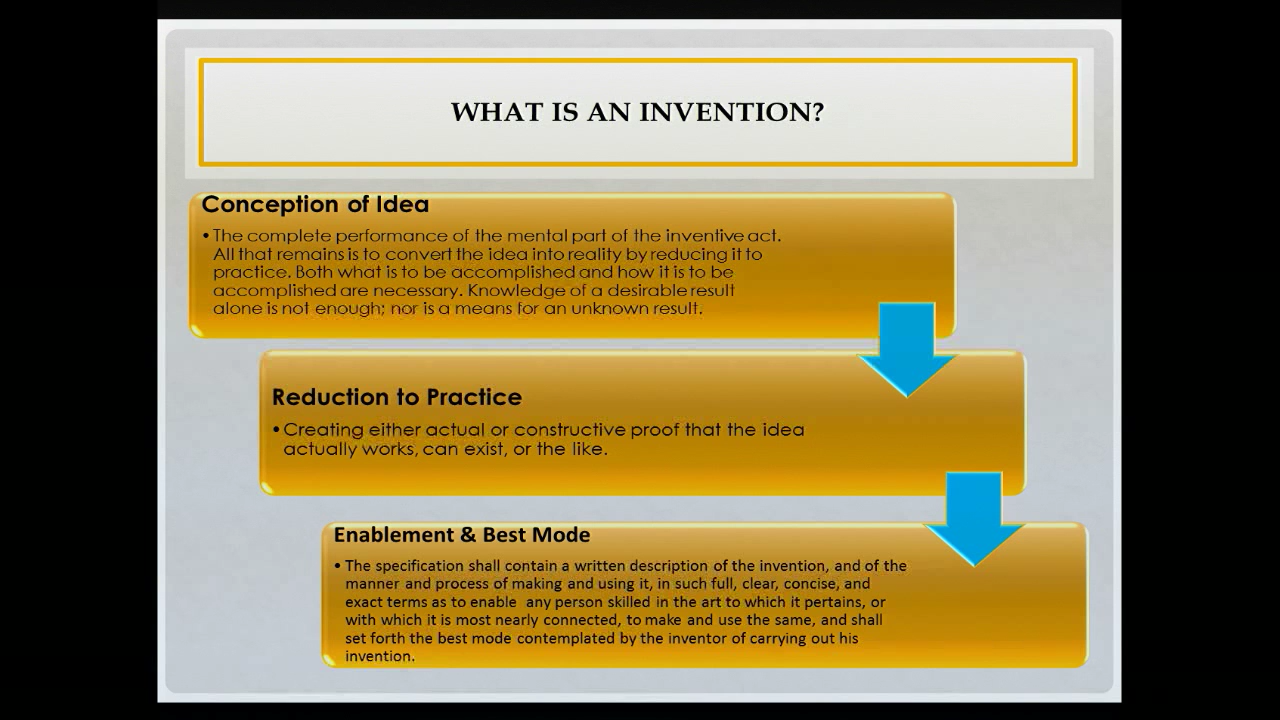 WHAT IS AN INVENTION?
Conception of Idea
• The complete performance of the mental part of the inventive act.
All that remains is to convert the idea into reality by reducing it to
practice. Both what is to be accomplished and how it is to be
accomplished are necessary. Knowledge of a desirable result
alone is not enough; nor is a means for an unknown result.
Reduction to Practice
• Creating either actual or constructive proof that the idea
actually works, can exist, or the like.
Enablement & Best Mode
• The specification shall contain a written description of the invention, and of the
manner and process of making and using it, in such full, clear, concise, and
exact terms as to enable  any person skilled in the art to which it pertains, or
with which it is most nearly connected, to make and use the same, and shall
set forth the best mode contemplated by the inventor of carrying out his
invention.